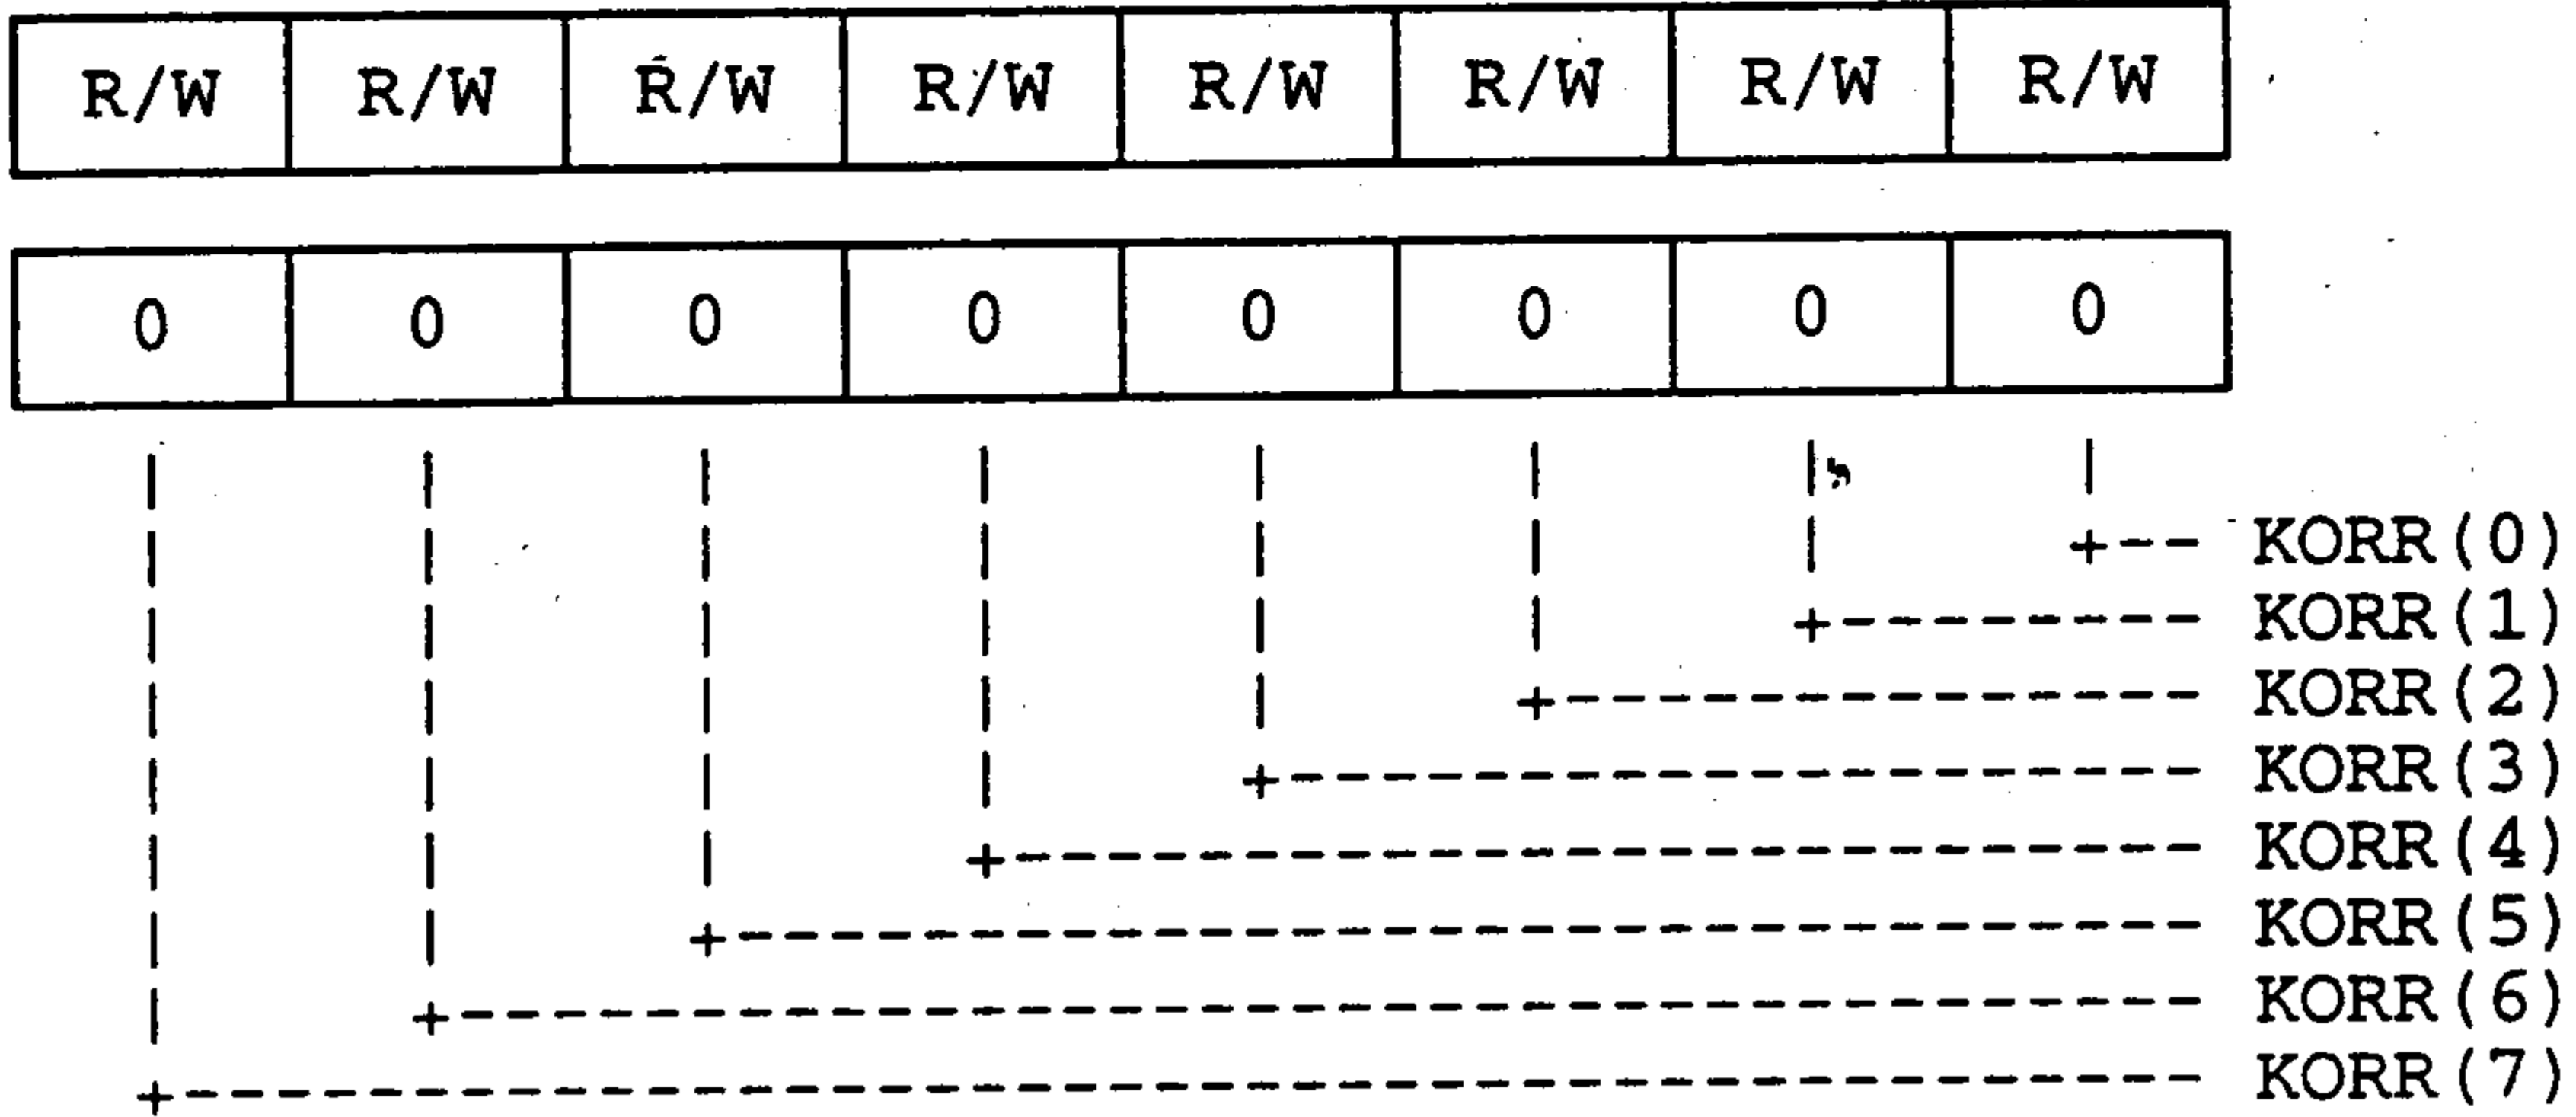 R/W R/W R/W R/W R/W R/W R/W R/W
0 0 0 0 0 0 0 0
KORR(0)
KORR(1)
KORR(2)
KORR(3)
KORR(4)
KORR(5)
KORR(6)
KORR(7)